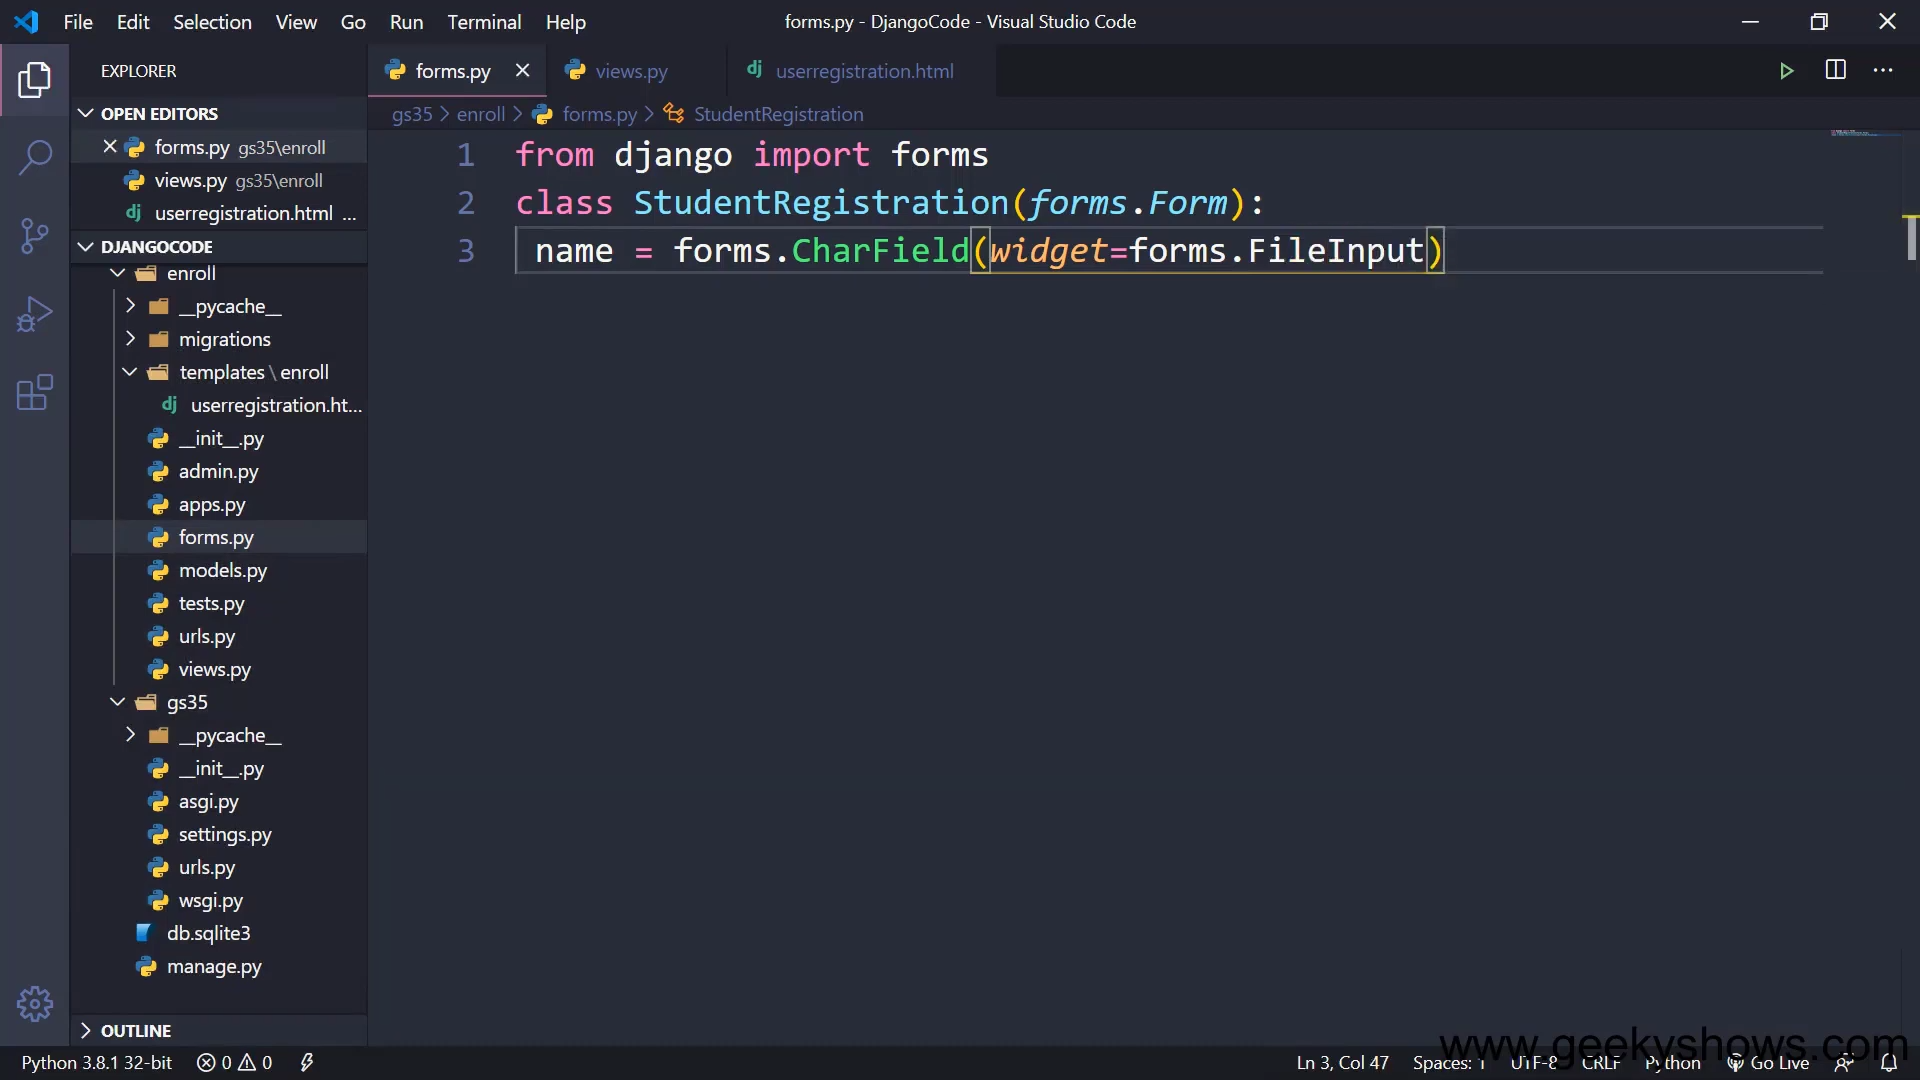 File Edit Selection View Go Run Terminal Help
forms.py - DjangoCode - Visual Studio Code
EXPLORER
OPEN EDITORS
forms.py gs35\enroll
views.py gs35\enroll
userregistration.html ...
DJANGOCODE
enroll
__pycache__
migrations
templates \ enroll
userregistration.ht...
__init__.py
admin.py
apps.py
forms.py
models.py
tests.py
urls.py
views.py
gs35
__pycache__
__init__.py
asgi.py
settings.py
urls.py
wsgi.py
db.sqlite3
manage.py
OUTLINE
forms.py views.py userregistration.html
gs35 > enroll > forms.py > StudentRegistration
1 from django import forms
2 class StudentRegistration(forms.Form):
3 name = forms.CharField(widget=forms.FileInput)
www.geekyshows.com
Python 3.8.1 32-bit 0 0 Ln 3, Col 47 Spaces: 1 UTF-8 CRLF Python Go Live